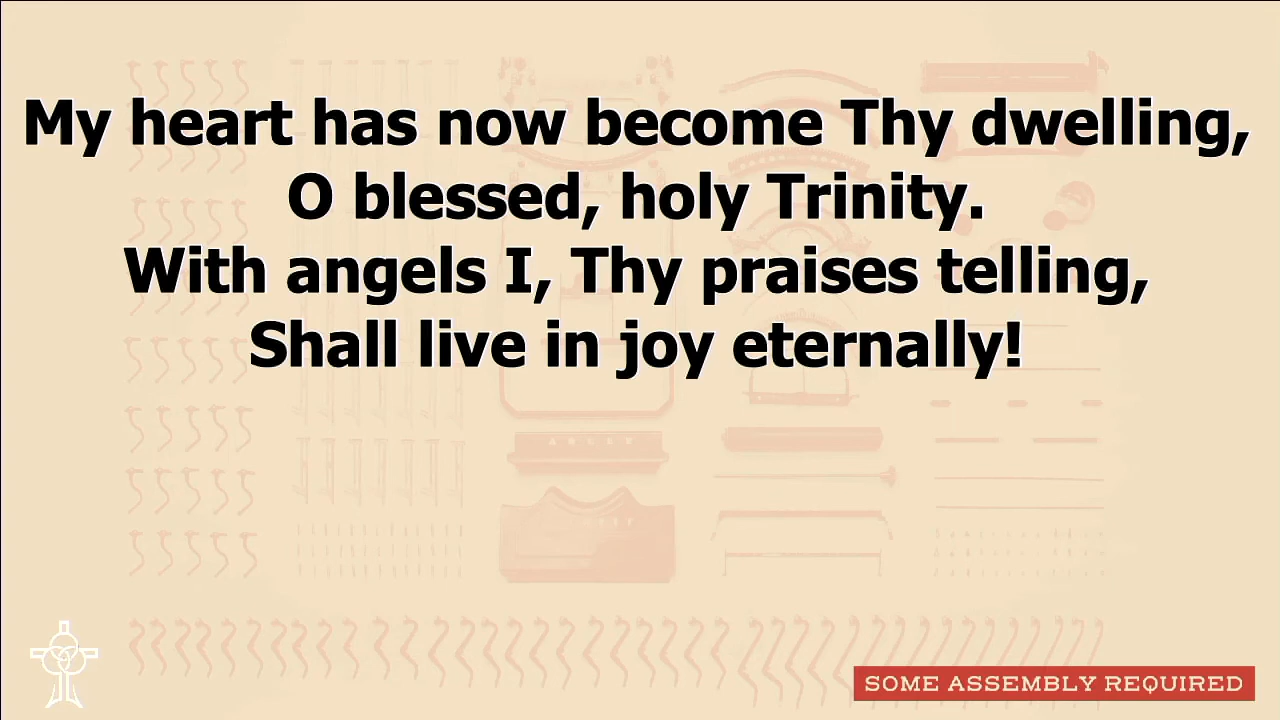 My heart has now become Thy dwelling,
O blessed, holy Trinity.
With angels I, Thy praises telling,
Shall live in joy eternally!
SOME ASSEMBLY REQUIRED